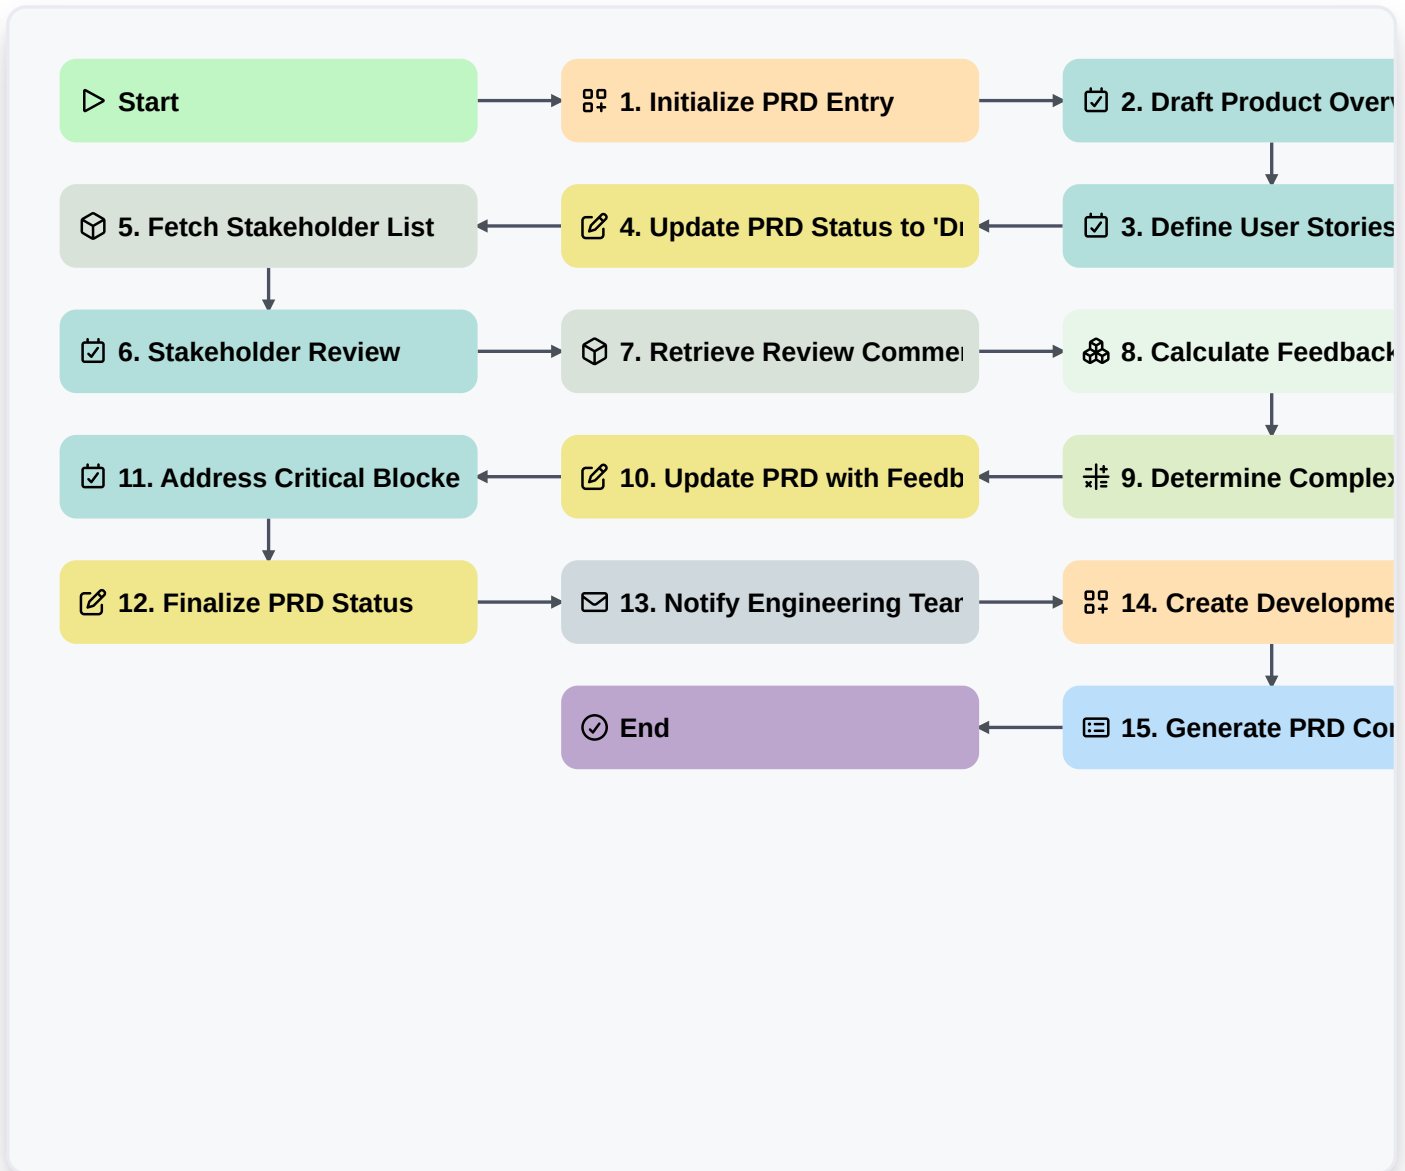 Start
1. Initialize PRD Entry
2. Draft Product Overv
5. Fetch Stakeholder List
4. Update PRD Status to 'Dr
3. Define User Stories
6. Stakeholder Review
7. Retrieve Review Comme
8. Calculate Feedback
11. Address Critical Blocke
10. Update PRD with Feedb
9. Determine Complex
12. Finalize PRD Status
13. Notify Engineering Tea
14. Create Developme
End
15. Generate PRD Co